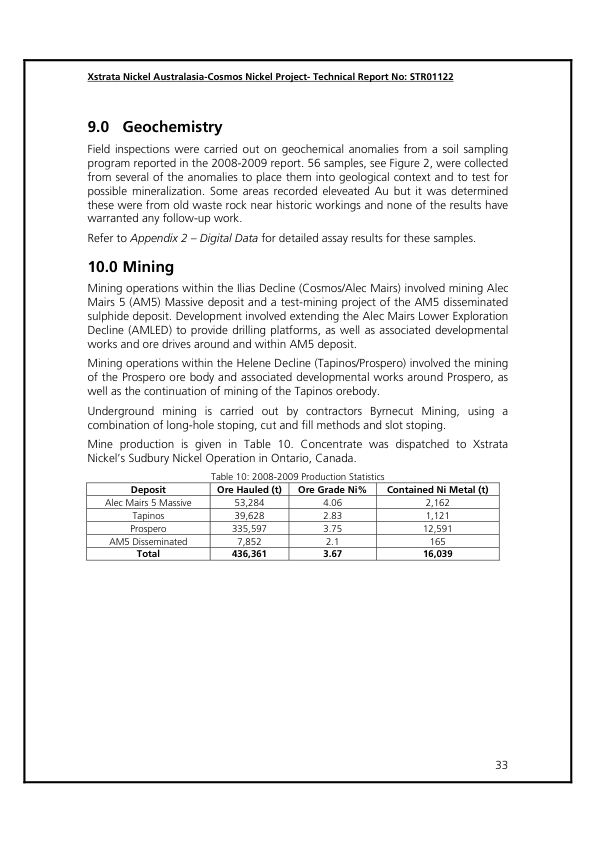 Xstrata Nickel Australasia-Cosmos Nickel Project- Technical Report No: STR01122
9.0 Geochemistry
Field inspections were carried out on geochemical anomalies from a soil sampling
program reported in the 2008-2009 report. 56 samples, see Figure 2, were collected
from several of the anomalies to place them into geological context and to test for
possible mineralization. Some areas recorded eleveated Au but it was determined
these were from old waste rock near historic workings and none of the results have
warranted any follow-up work.
Refer to Appendix 2 – Digital Data for detailed assay results for these samples.
10.0 Mining
Mining operations within the Ilias Decline (Cosmos/Alec Mairs) involved mining Alec
Mairs 5 (AM5) Massive deposit and a test-mining project of the AM5 disseminated
sulphide deposit. Development involved extending the Alec Mairs Lower Exploration
Decline (AMLED) to provide drilling platforms, as well as associated developmental
works and ore drives around and within AM5 deposit.
Mining operations within the Helene Decline (Tapinos/Prospero) involved the mining
of the Prospero ore body and associated developmental works around Prospero, as
well as the continuation of mining of the Tapinos orebody.
Underground mining is carried out by contractors Byrnecut Mining, using a
combination of long-hole stoping, cut and fill methods and slot stoping.
Mine production is given in Table 10. Concentrate was dispatched to Xstrata
Nickel's Sudbury Nickel Operation in Ontario, Canada.
Table 10: 2008-2009 Production Statistics
Deposit Ore Hauled (t) Ore Grade Ni% Contained Ni Metal (t)
Alec Mairs 5 Massive 53,284 4.06 2,162
Tapinos 39,628 2.83 1,121
Prospero 335,597 3.75 12,591
AM5 Disseminated 7,852 2.1 165
Total 436,361 3.67 16,039
33